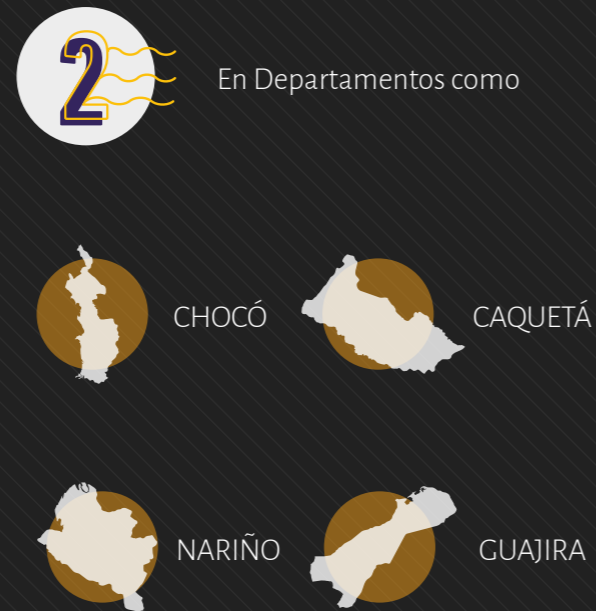 2
En Departamentos como
CHOCÓ
CAQUETÁ
NARIÑO
GUAJIRA